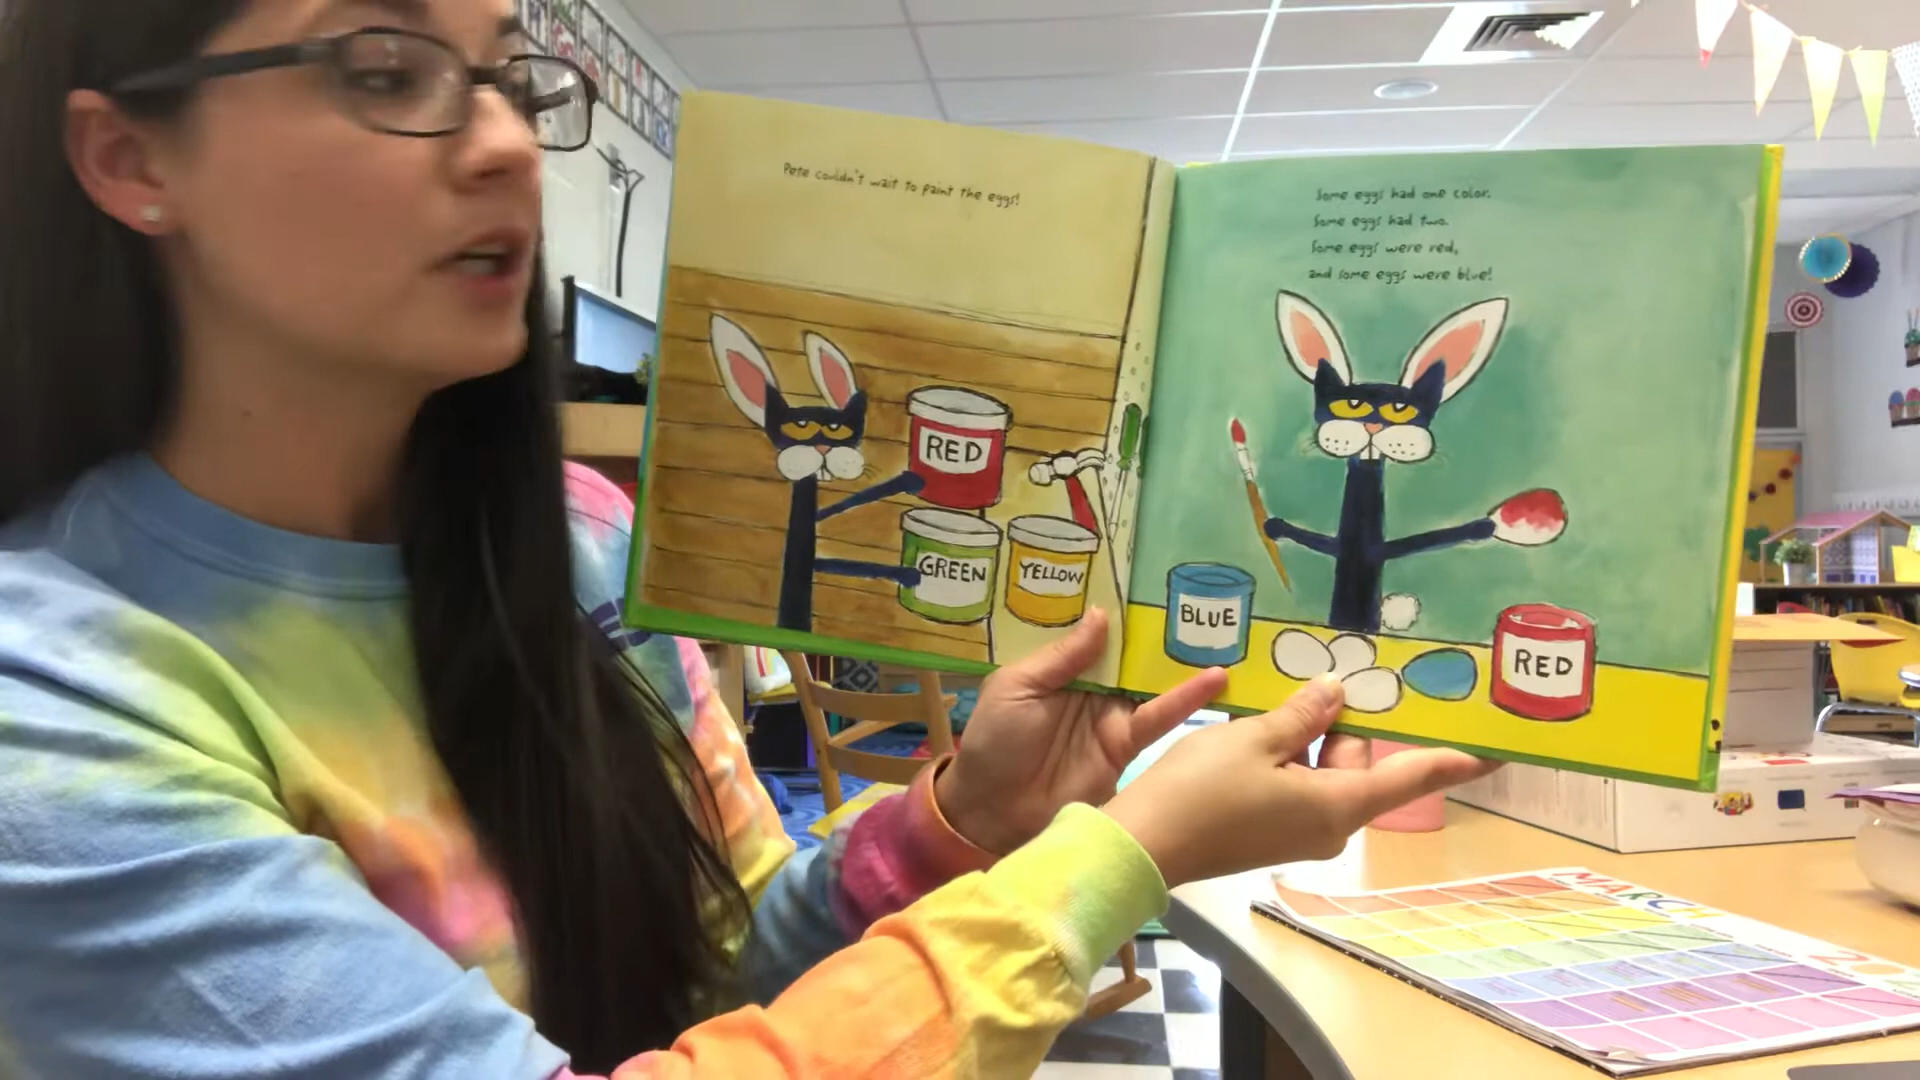 Pete couldn't wait to paint the eggs!
RED
GREEN
YELLOW
Some eggs had one color.
Some eggs had two.
Some eggs were red,
and some eggs were blue!
BLUE
RED
MARCH